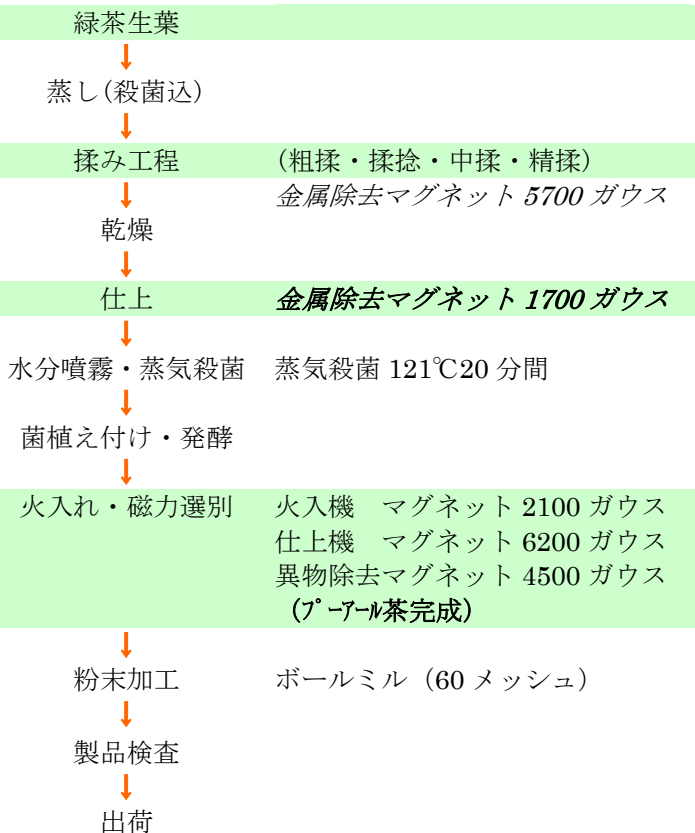 緑茶生葉
↓
蒸し(殺菌込)
↓
揉み工程　(粗揉・揉捻・中揉・精揉)
↓　金属除去マグネット 5700 ガウス
乾燥
↓
仕上　金属除去マグネット 1700 ガウス
↓
水分噴霧・蒸気殺菌　蒸気殺菌 121℃20 分間
↓
菌植え付け・発酵
↓
火入れ・磁力選別　火入機　マグネット 2100 ガウス
仕上機　マグネット 6200 ガウス
異物除去マグネット 4500 ガウス
(ﾌﾟｰｱｰﾙ茶完成)
↓
粉末加工　ボールミル（60 メッシュ）
↓
製品検査
↓
出荷